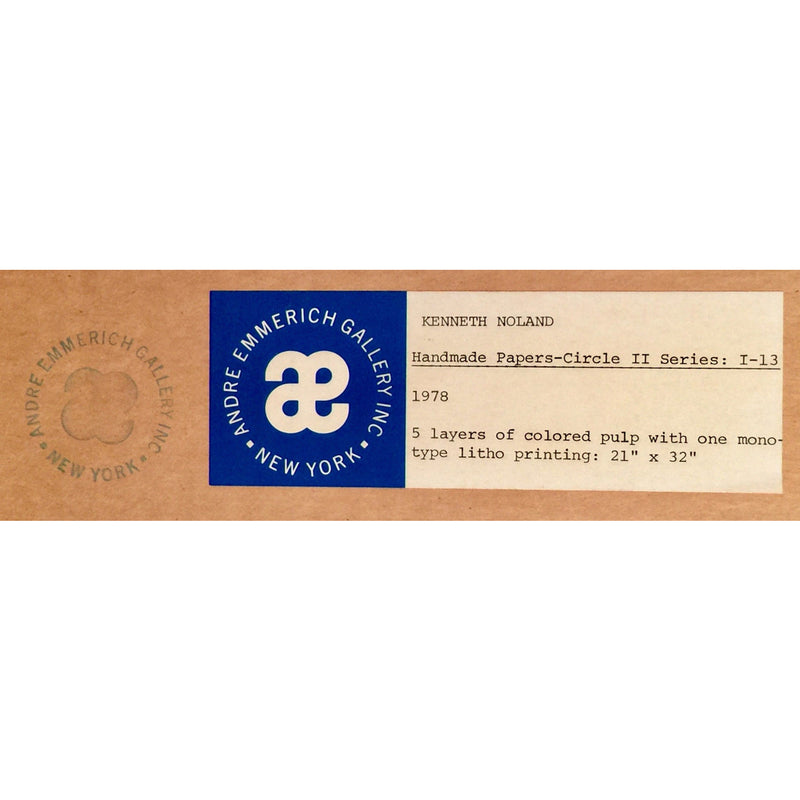 ANDRE EMMERICH GALLERY INC
NEW YORK
ANDRE EMMERICH GALLERY INC
æ
NEW YORK
KENNETH NOLAND
Handmade Papers-Circle II Series: I-13
1978
5 layers of colored pulp with one mono-
type litho printing: 21" x 32"